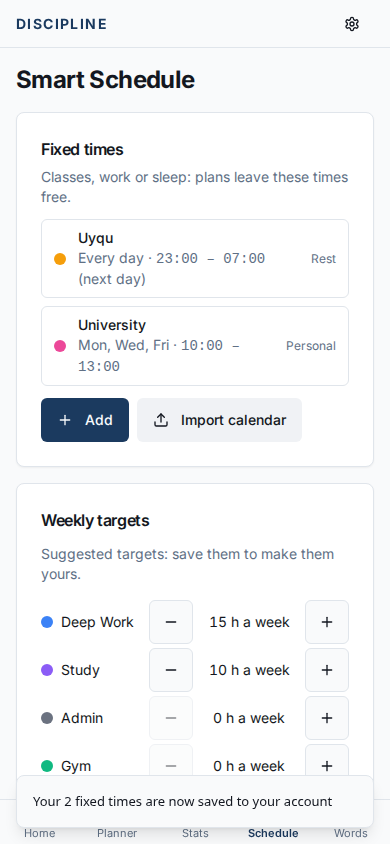 DISCIPLINE
Smart Schedule
Fixed times
Classes, work or sleep: plans leave these times
free.
Uyqu
Every day · 23:00 – 07:00
(next day)
Rest
University
Mon, Wed, Fri · 10:00 –
13:00
Personal
+ Add
Import calendar
Weekly targets
Suggested targets: save them to make them
yours.
Deep Work − 15 h a week +
Study − 10 h a week +
Admin − 0 h a week +
Gym − 0 h a week +
Your 2 fixed times are now saved to your account
Home Planner Stats Schedule Words